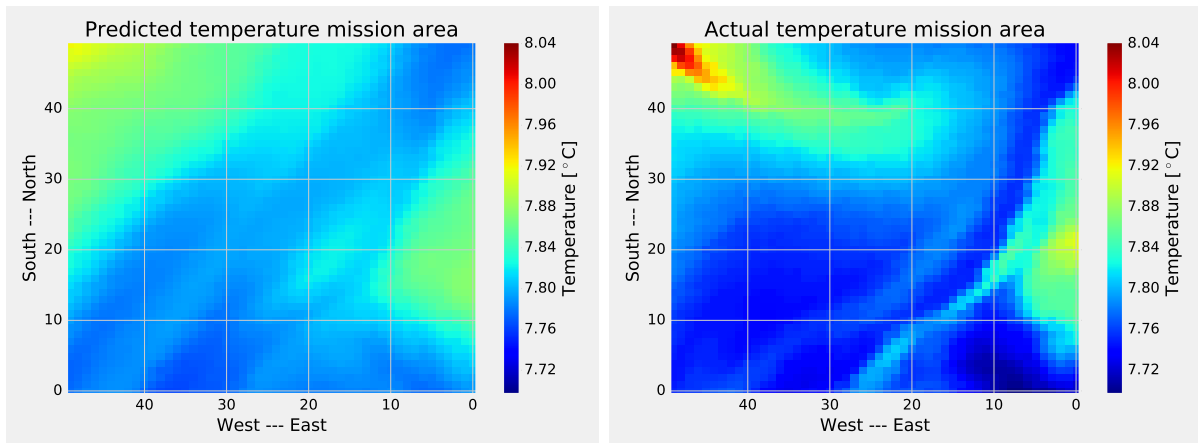 Predicted temperature mission area
40
30
20
10
0
South --- North
40 30 20 10 0
West --- East
8.04
8.00
7.96
7.92
7.88
7.84
7.80
7.76
7.72
Temperature [°C]
Actual temperature mission area
40
30
20
10
0
South --- North
40 30 20 10 0
West --- East
8.04
8.00
7.96
7.92
7.88
7.84
7.80
7.76
7.72
Temperature [°C]